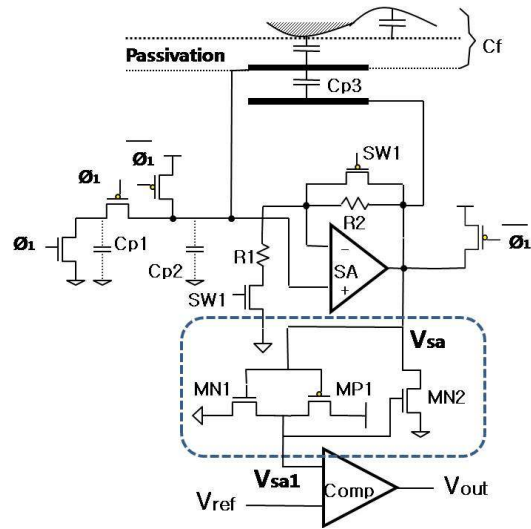 Passivation
Cf
Cp3
Ø1
Ø1
SW1
R2
Ø1
Cp1
Cp2
R1
SA
−
+
Ø1
SW1
Vsa
MN1
MP1
MN2
Vsa1
Comp
Vref
Vout